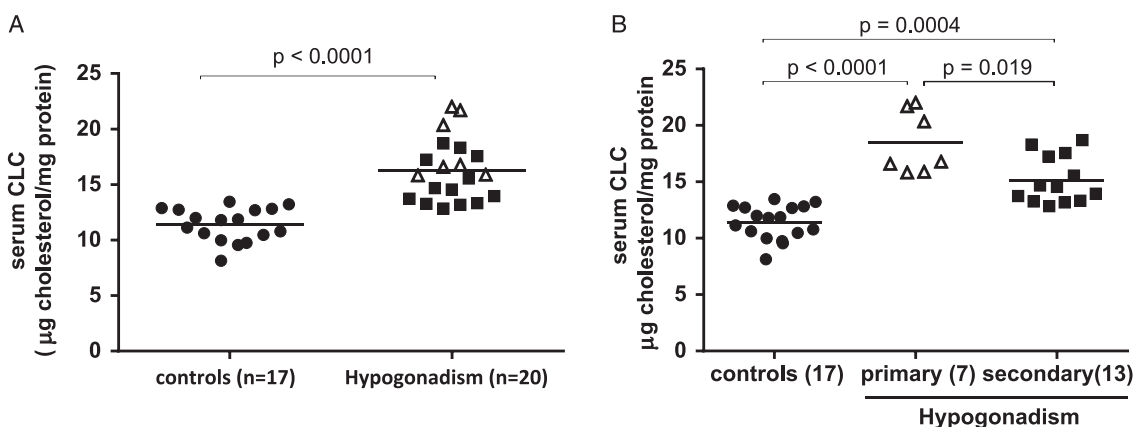 A
p < 0.0001
serum CLC
( µg cholesterol/mg protein)
25
20
15
10
5
0
controls (n=17)
Hypogonadism (n=20)
B
p = 0.0004
p < 0.0001
p = 0.019
serum CLC
µg cholesterol/mg protein
25
20
15
10
5
0
controls (17)
primary (7)
secondary(13)
Hypogonadism